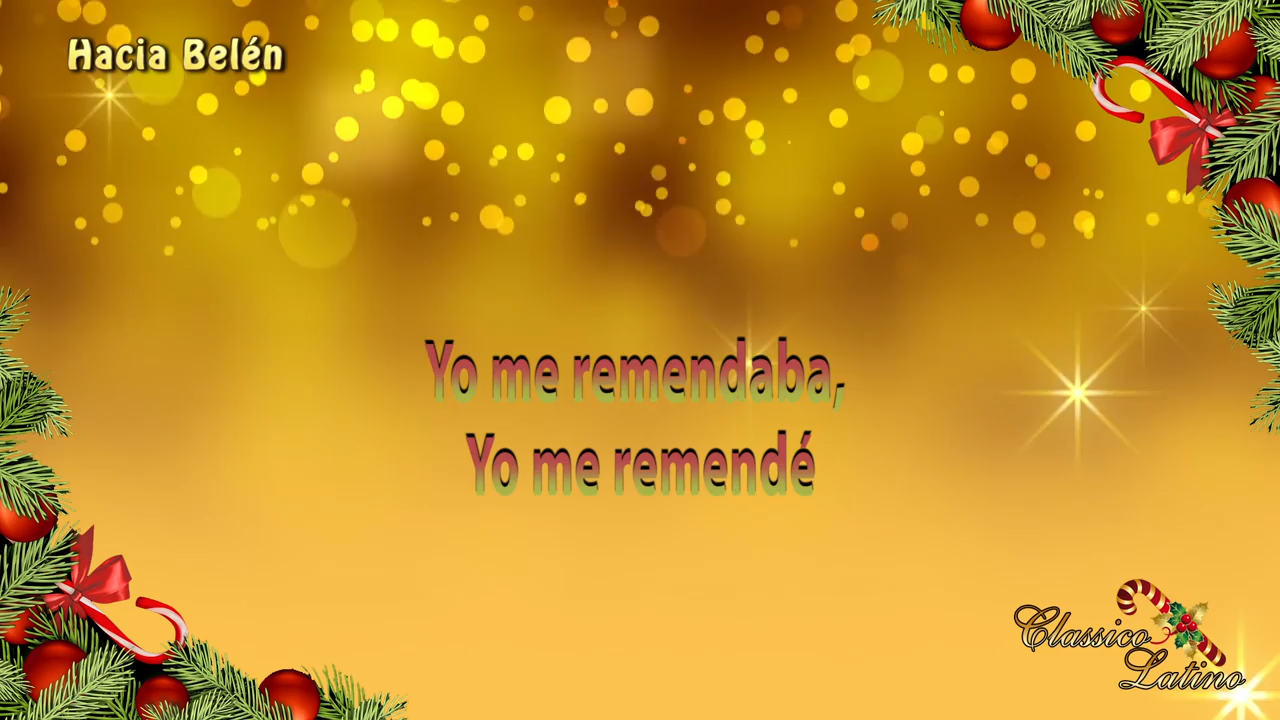 Hacia Belén
Yo me remendaba,
Yo me remendé
Classico
Latino